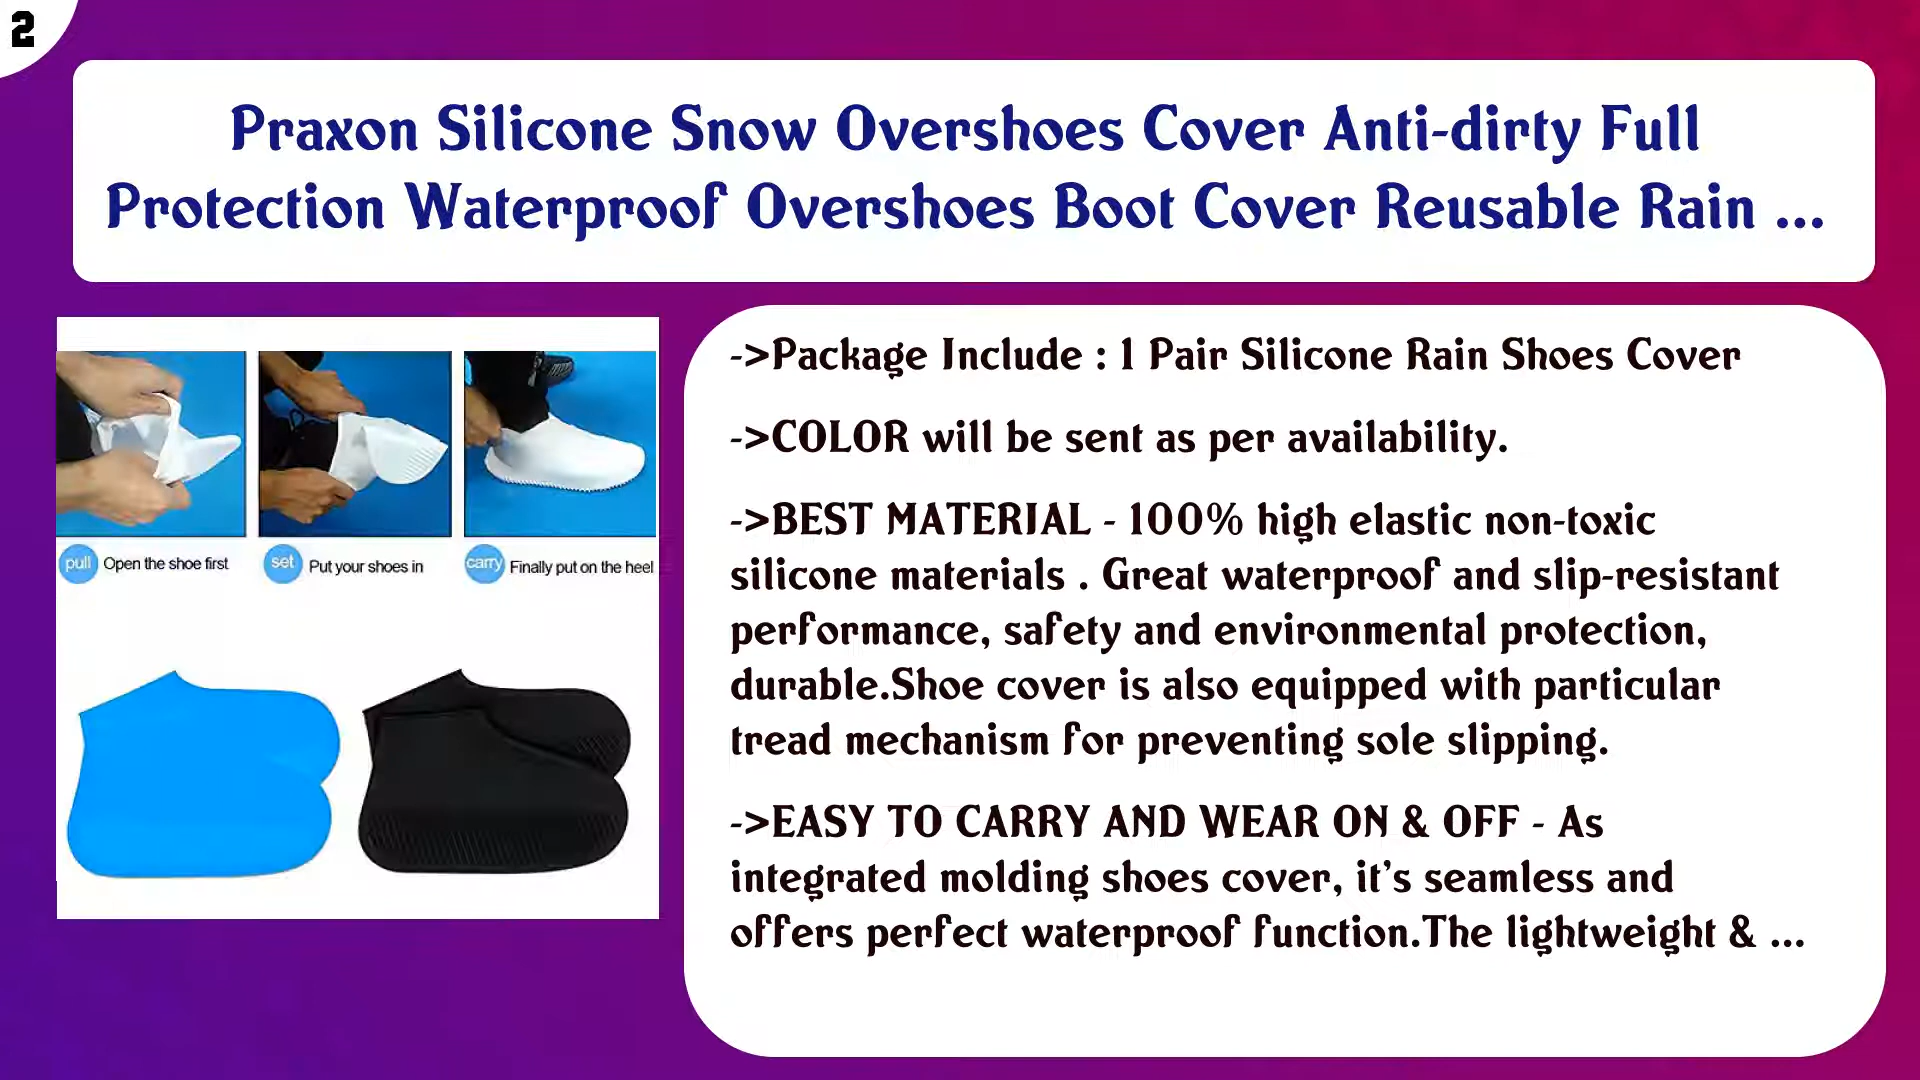 2
Praxon Silicone Snow Overshoes Cover Anti-dirty Full
Protection Waterproof Overshoes Boot Cover Reusable Rain ...
pull Open the shoe first
set Put your shoes in
carry Finally put on the heel
->Package Include : 1 Pair Silicone Rain Shoes Cover
->COLOR will be sent as per availability.
->BEST MATERIAL - 100% high elastic non-toxic
silicone materials . Great waterproof and slip-resistant
performance, safety and environmental protection,
durable.Shoe cover is also equipped with particular
tread mechanism for preventing sole slipping.
->EASY TO CARRY AND WEAR ON & OFF - As
integrated molding shoes cover, it's seamless and
offers perfect waterproof function.The lightweight & ...